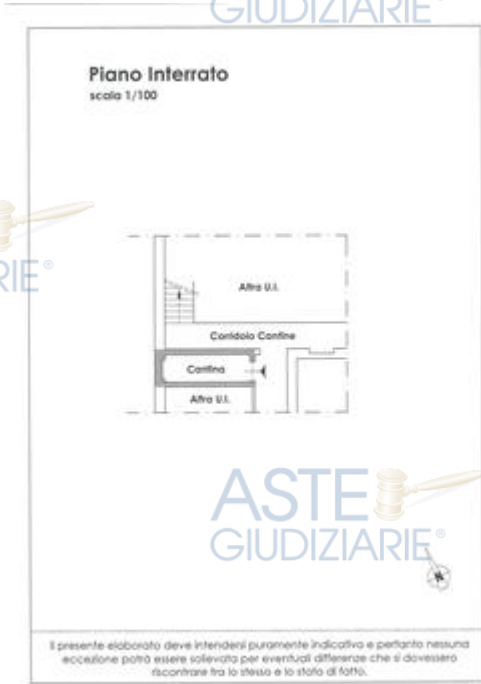 GIUDIZIARIE®
Piano Interrato
scala 1/100
ARIE®
Altra U.I.
Corridoio Cantine
Cantina
Altra U.I.
ASTE
GIUDIZIARIE®
N
Il presente elaborato deve intendersi puramente indicativo e pertanto nessuna
eccezione potrà essere sollevata per eventuali differenze che si dovessero
riscontrare tra lo stesso e lo stato di fatto.